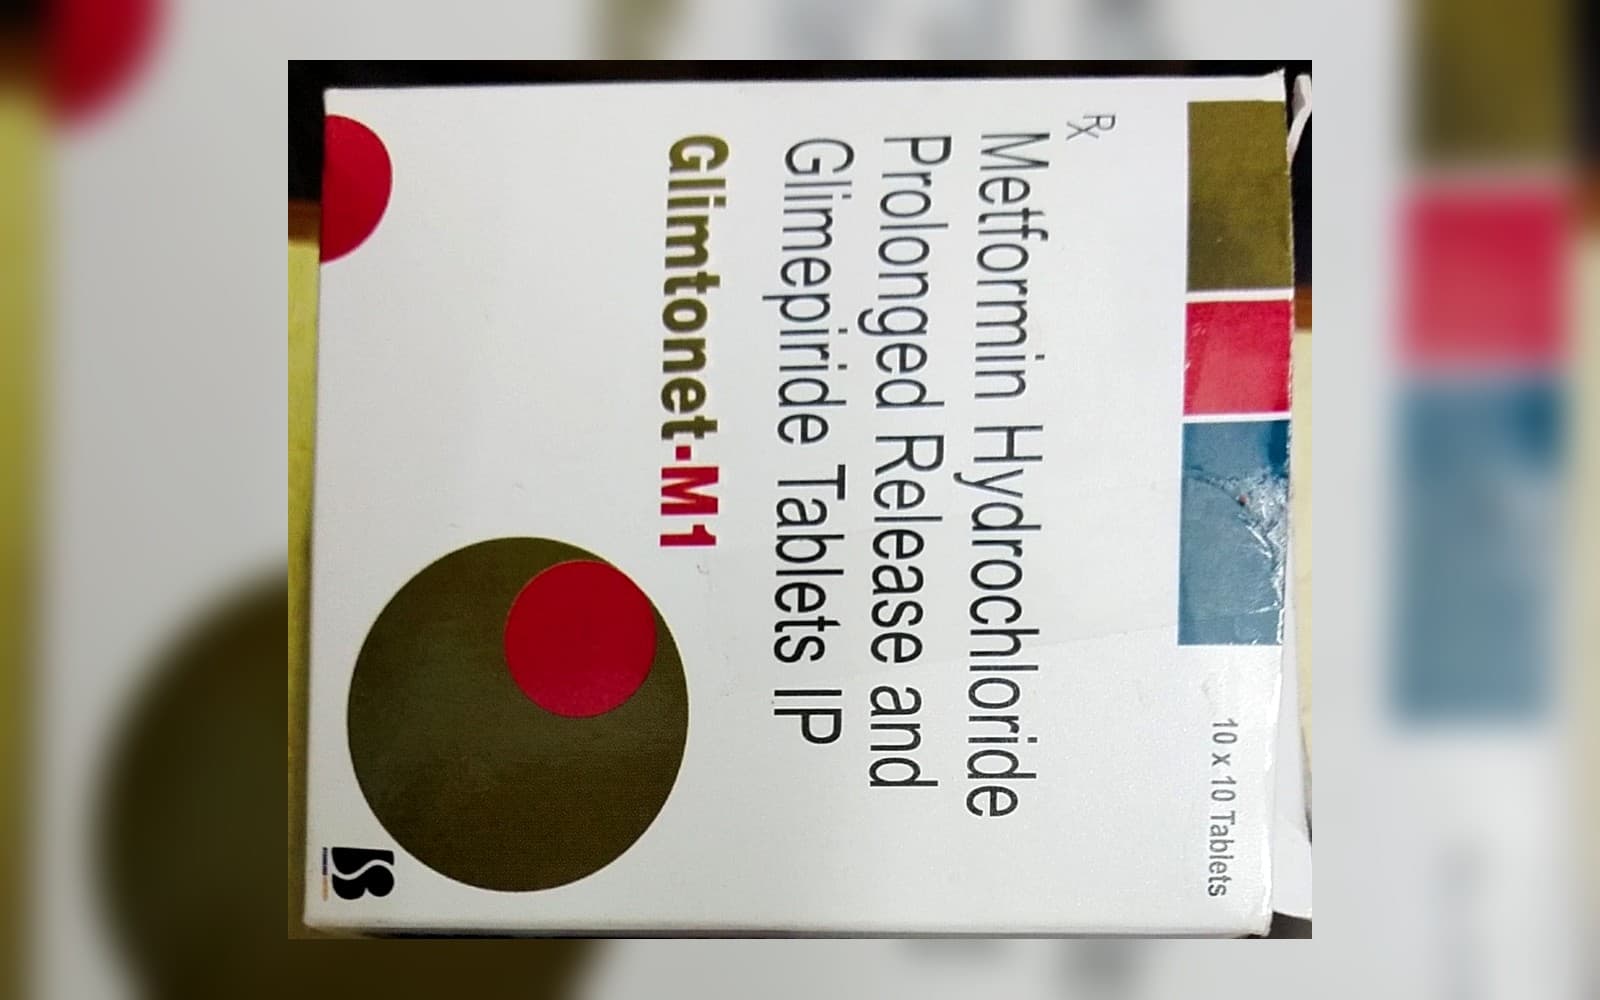 10 x 10 Tablets
Rx
Metformin Hydrochloride
Prolonged Release and
Glimepiride Tablets IP
Glimtonet-M1